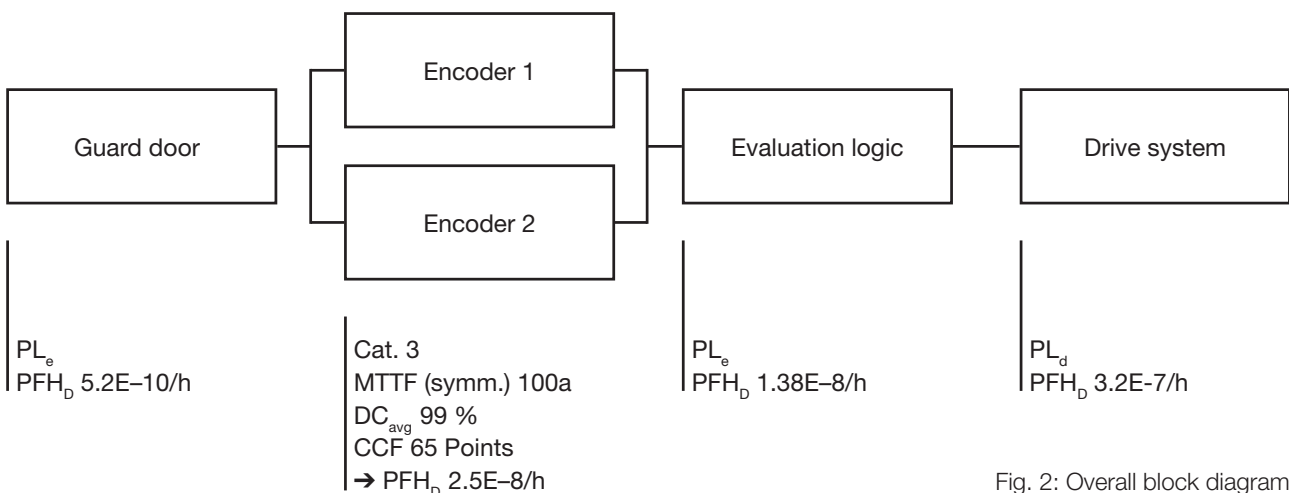 Encoder 1
Guard door
Evaluation logic
Drive system
Encoder 2
PLe
PFHD 5.2E–10/h
Cat. 3
MTTF (symm.) 100a
DCavg 99 %
CCF 65 Points
➔ PFHD 2.5E–8/h
PLe
PFHD 1.38E–8/h
PLd
PFHD 3.2E-7/h
Fig. 2: Overall block diagram